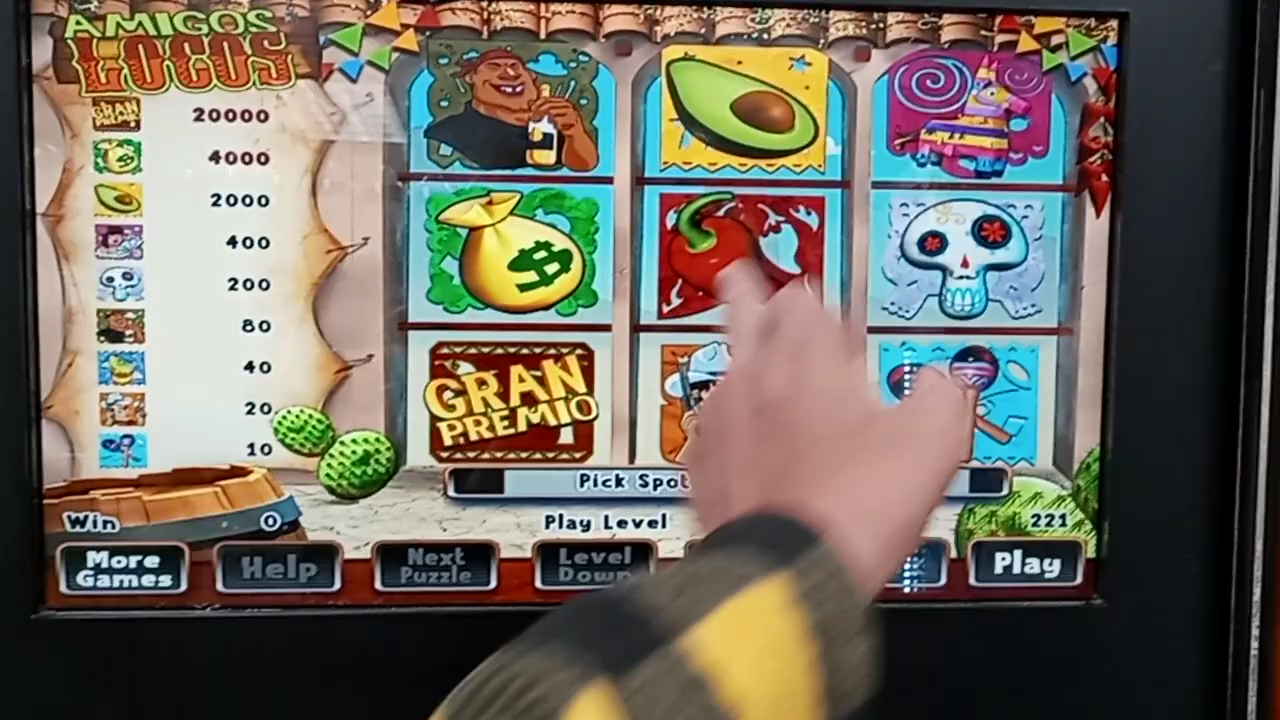 AMIGOS
LOCOS
GRAN
PREMIO
20000
4000
2000
400
200
80
40
20
10
GRAN
PREMIO
Pick Spot
Win
0
Play Level
221
More
Games
Help
Next
Puzzle
Level
Down
Play